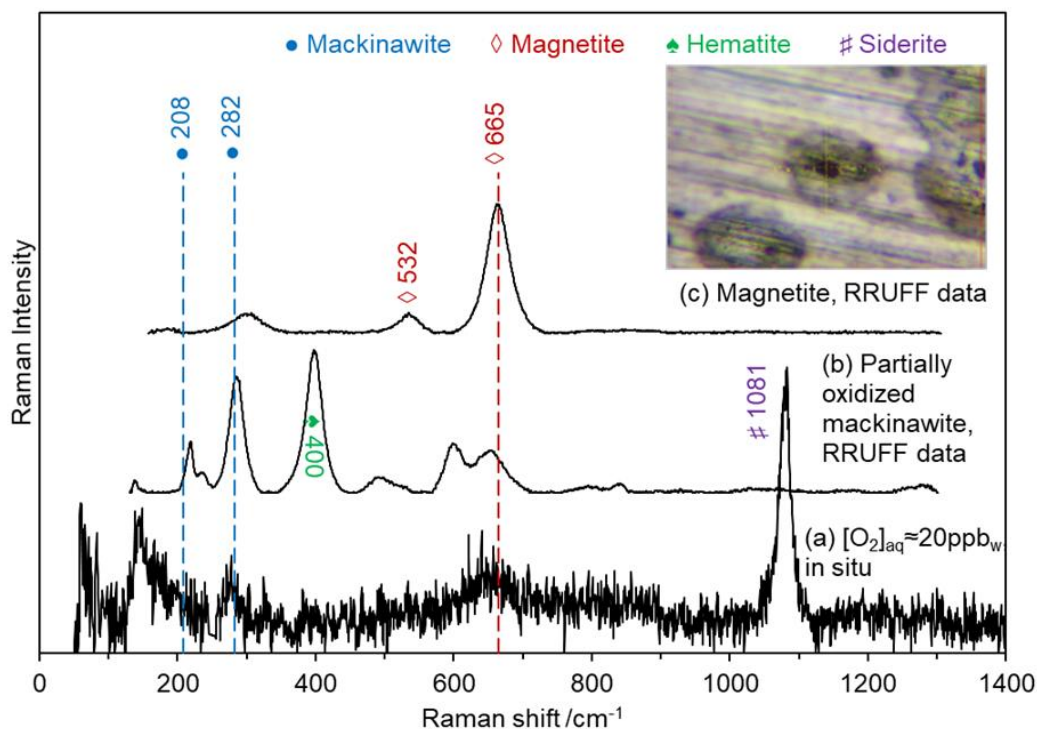 ● Mackinawite ◊ Magnetite ♠ Hematite ♯ Siderite
● 208
● 282
◊ 665
◊ 532
(c) Magnetite, RRUFF data
♠ 400
♯ 1081
(b) Partially
oxidized
mackinawite,
RRUFF data
(a) [O₂]aq≈20ppbw,
in situ
Raman Intensity
0 200 400 600 800 1000 1200 1400
Raman shift /cm⁻¹